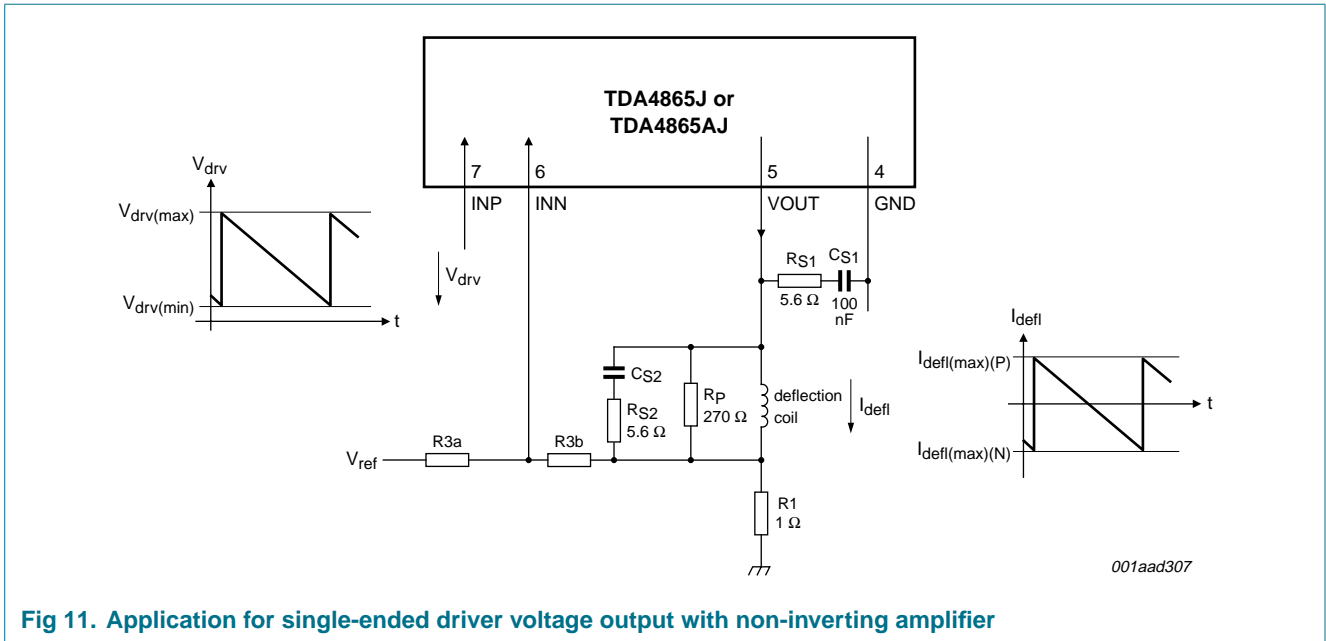 TDA4865J or
TDA4865AJ
7
6
5
4
INP
INN
VOUT
GND
Vdrv
Vdrv(max)
Vdrv(min)
t
Vdrv
RS1
5.6 Ω
CS1
100
nF
CS2
RS2
5.6 Ω
RP
270 Ω
deflection
coil
Idefl
Idefl
Idefl(max)(P)
t
Idefl(max)(N)
Vref
R3a
R3b
R1
1 Ω
001aad307
Fig 11. Application for single-ended driver voltage output with non-inverting amplifier